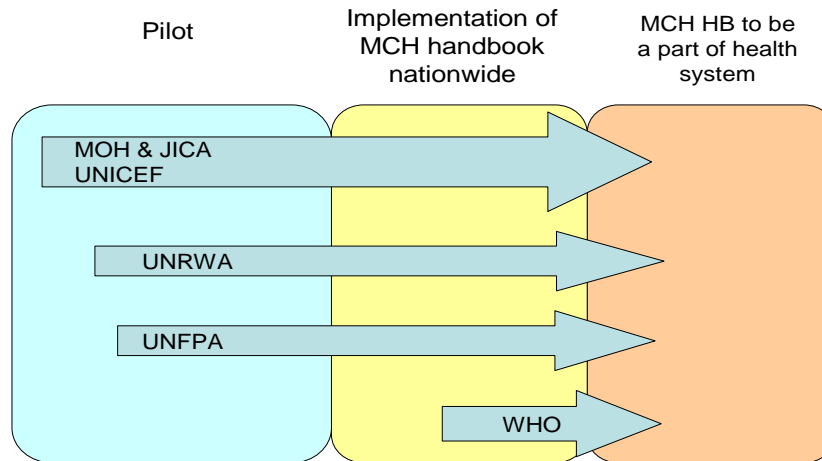 Pilot
Implementation of
MCH handbook
nationwide
MCH HB to be
a part of health
system
MOH & JICA
UNICEF
UNRWA
UNFPA
WHO